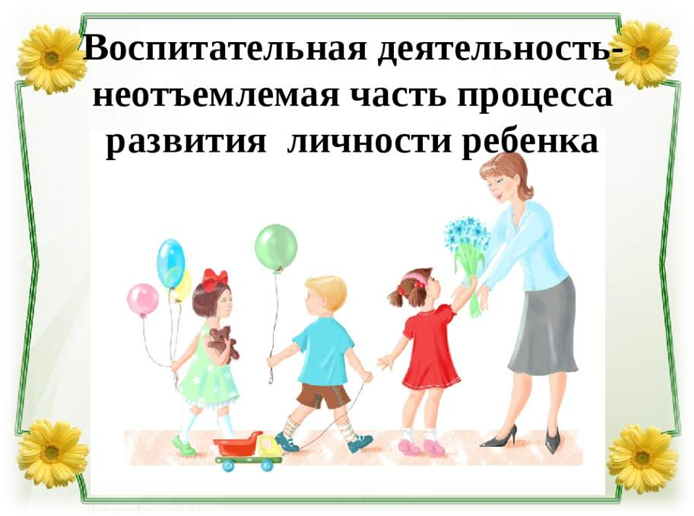 Воспитательная деятельность-
неотъемлемая часть процесса
развития личности ребенка